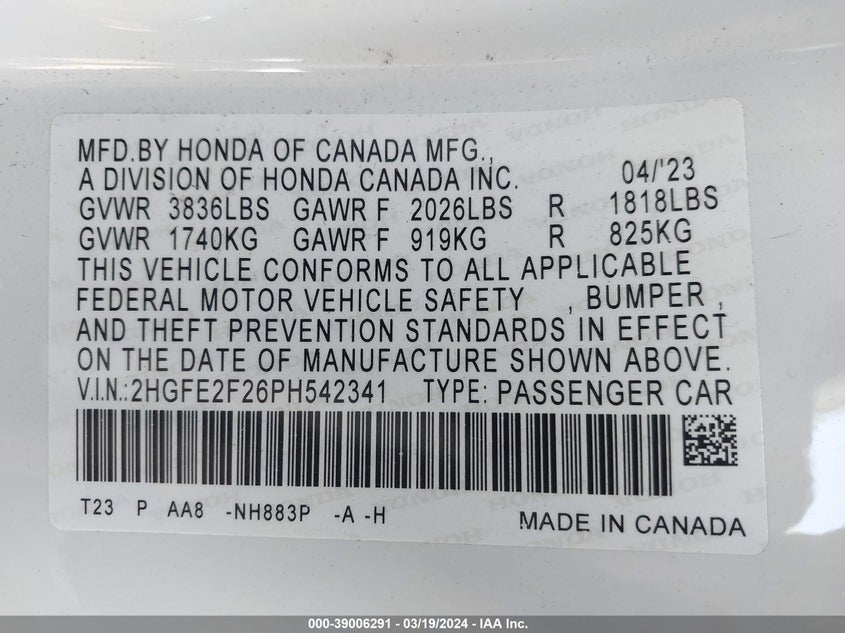 MFD.BY HONDA OF CANADA MFG.,
A DIVISION OF HONDA CANADA INC. 04/'23
GVWR 3836LBS GAWR F 2026LBS R 1818LBS
GVWR 1740KG GAWR F 919KG R 825KG
THIS VEHICLE CONFORMS TO ALL APPLICABLE
FEDERAL MOTOR VEHICLE SAFETY , BUMPER ,
AND THEFT PREVENTION STANDARDS IN EFFECT
ON THE DATE OF MANUFACTURE SHOWN ABOVE.
V.I.N.:2HGFE2F26PH542341 TYPE: PASSENGER CAR
T23 P AA8 -NH883P -A -H
MADE IN CANADA
000-39006291 - 03/19/2024 - IAA Inc.